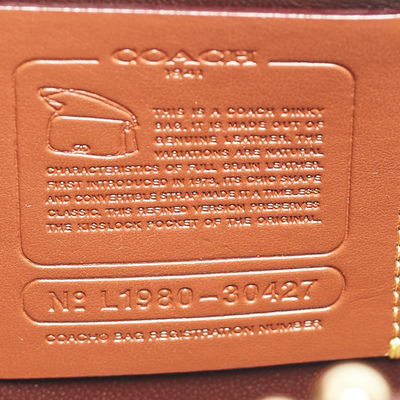 COACH
1941
THIS IS A COACH DINKY
BAG. IT IS MADE OUT OF
GENUINE LEATHER. THE
VARIATIONS ARE NATURAL
CHARACTERISTICS OF FULL GRAIN LEATHER.
FIRST INTRODUCED IN 1973, ITS CHIC SHAPE
AND CONVERTIBLE STRAP MADE IT A TIMELESS
CLASSIC. THIS REFINED VERSION PRESERVES
THE KISSLOCK POCKET OF THE ORIGINAL.
Nº L1980-30427
COACH® BAG REGISTRATION NUMBER